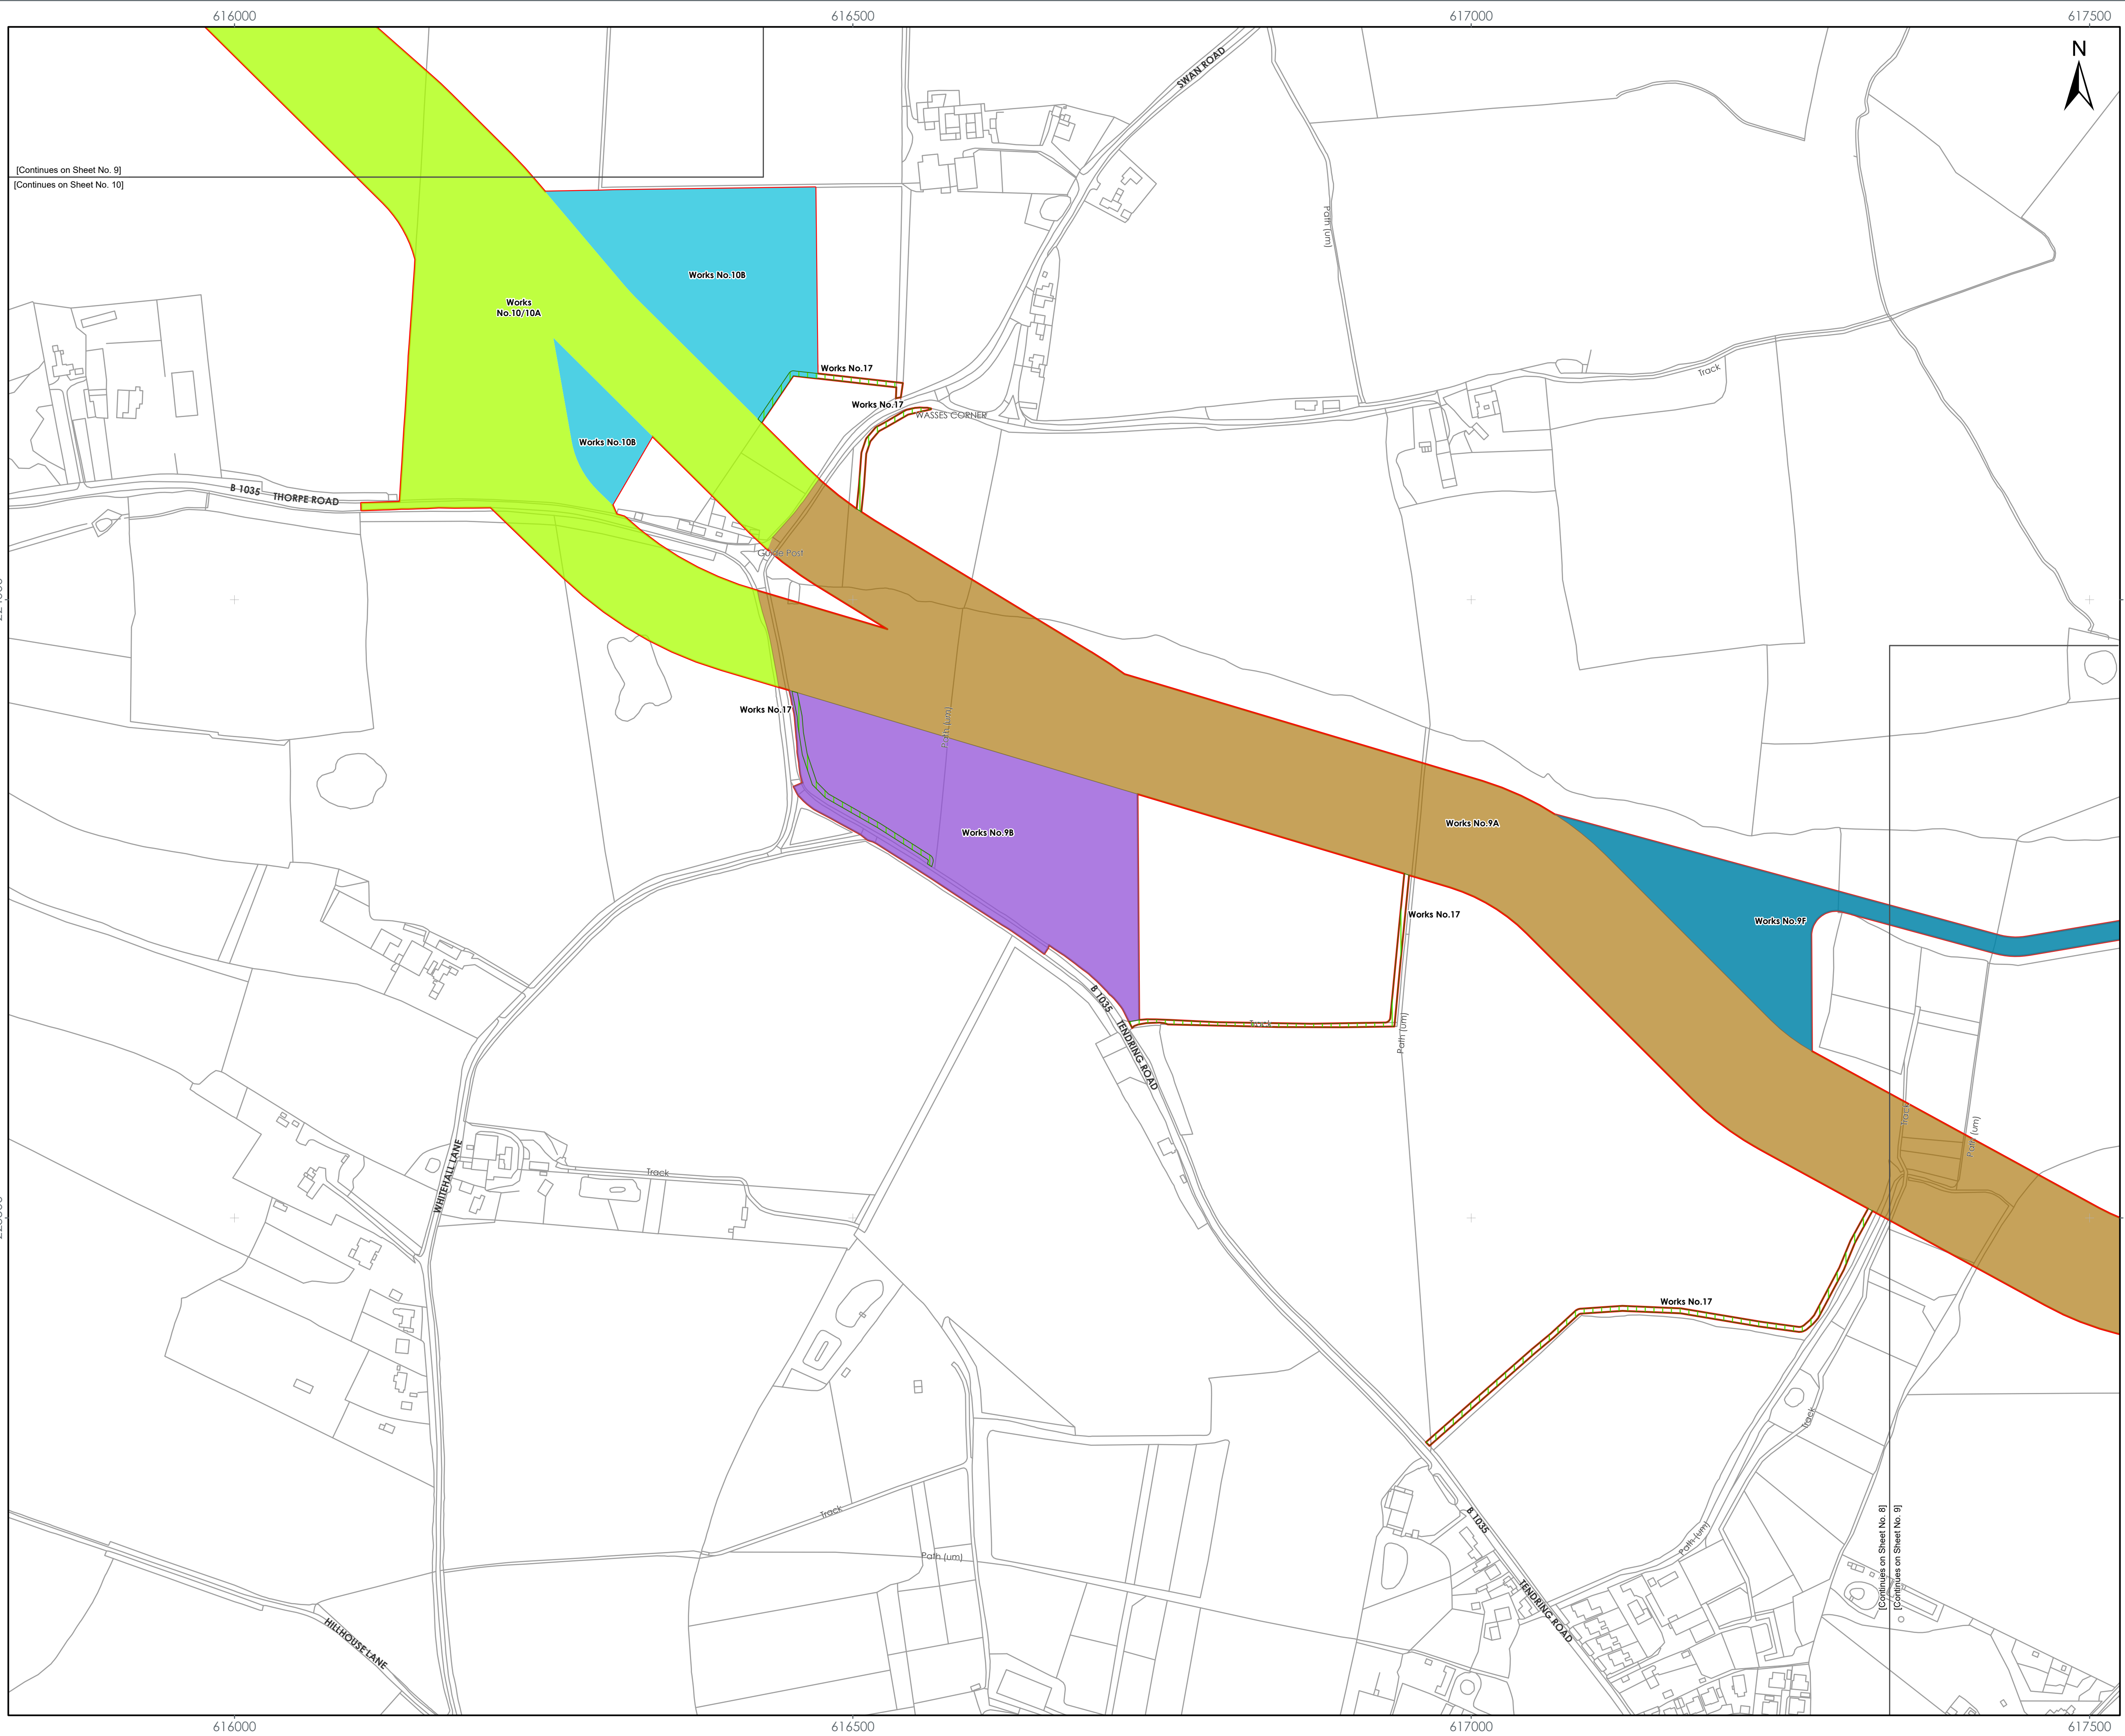 616000
616500
617000
617500
N
SWAN ROAD
[Continues on Sheet No. 9]
[Continues on Sheet No. 10]
Path (um)
Works No.10B
Works
No.10/10A
Works No.17
Track
Works No.17
WASSES CORNER
Works No.10B
B 1035
THORPE ROAD
Guide Post
Works No.17
Path (um)
Works No.9B
Works No.9A
Works No.17
Works No.9F
B 1035
TENDRING ROAD
Track
Path (um)
Track
Path (um)
WHITEHALL LANE
Track
Works No.17
Track
Track
Path (um)
B 1035
TENDRING ROAD
Path (um)
[Continues on Sheet No. 8]
[Continues on Sheet No. 9]
HILLHOUSE LANE
616000
616500
617000
617500